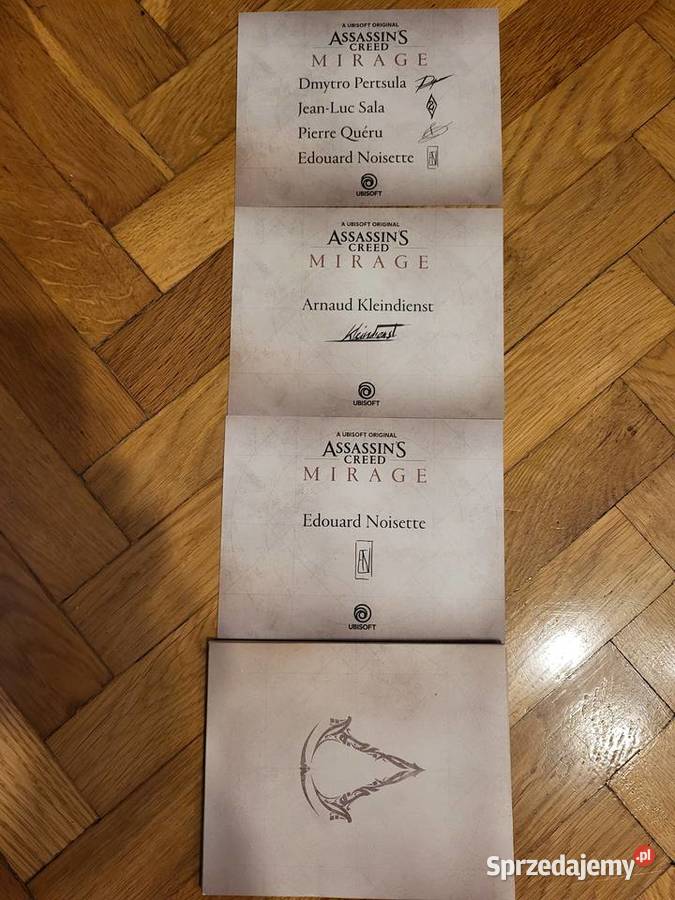 A UBISOFT ORIGINAL
ASSASSIN'S
CREED
MIRAGE
Dmytro Pertsula
Jean-Luc Sala
Pierre Quéru
Edouard Noisette
UBISOFT
A UBISOFT ORIGINAL
ASSASSIN'S
CREED
MIRAGE
Arnaud Kleindienst
Kleindienst
UBISOFT
A UBISOFT ORIGINAL
ASSASSIN'S
CREED
MIRAGE
Edouard Noisette
EN
UBISOFT
Sprzedajemy.pl